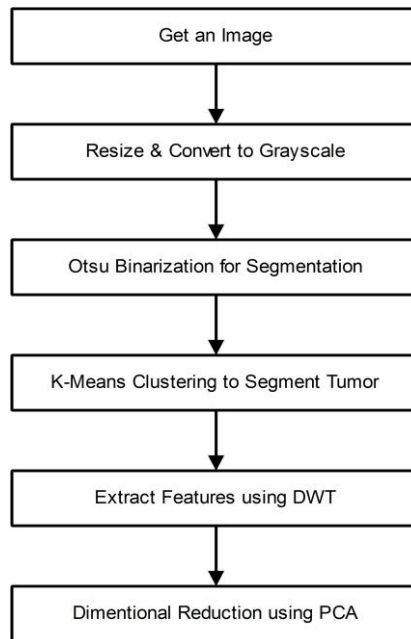 Get an Image
Resize & Convert to Grayscale
Otsu Binarization for Segmentation
K-Means Clustering to Segment Tumor
Extract Features using DWT
Dimentional Reduction using PCA